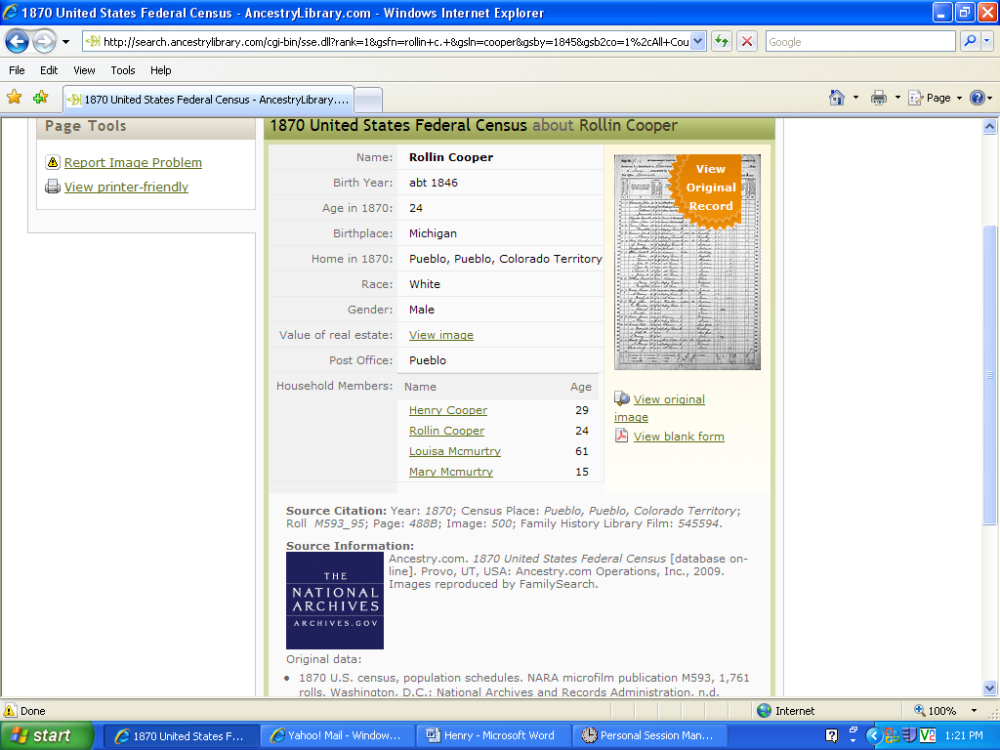 1870 United States Federal Census - AncestryLibrary.com - Windows Internet Explorer
http://search.ancestrylibrary.com/cgi-bin/sse.dll?rank=1&gsfn=rollin+c.+&gsln=cooper&gsby=1845&gsb2co=1%2cAll+Cou
Google
File Edit View Tools Help
1870 United States Federal Census - AncestryLibrary....
Page
Page Tools
Report Image Problem
View printer-friendly
1870 United States Federal Census about Rollin Cooper
Name: Rollin Cooper
Birth Year: abt 1846
Age in 1870: 24
Birthplace: Michigan
Home in 1870: Pueblo, Pueblo, Colorado Territory
Race: White
Gender: Male
Value of real estate: View image
Post Office: Pueblo
Household Members: Name Age
Henry Cooper 29
Rollin Cooper 24
Louisa Mcmurtry 61
Mary Mcmurtry 15
View
Original
Record
View original
image
View blank form
Source Citation: Year: 1870; Census Place: Pueblo, Pueblo, Colorado Territory;
Roll M593_95; Page: 488B; Image: 500; Family History Library Film: 545594.
Source Information:
THE
NATIONAL
ARCHIVES
ARCHIVES.GOV
Ancestry.com. 1870 United States Federal Census [database on-
line]. Provo, UT, USA: Ancestry.com Operations, Inc., 2009.
Images reproduced by FamilySearch.
Original data:
1870 U.S. census, population schedules. NARA microfilm publication M593, 1,761
rolls. Washington, D.C.: National Archives and Records Administration, n.d.
Done Internet 100%
start 1870 United States F... Yahoo! Mail - Window... Henry - Microsoft Word Personal Session Man... 1:21 PM